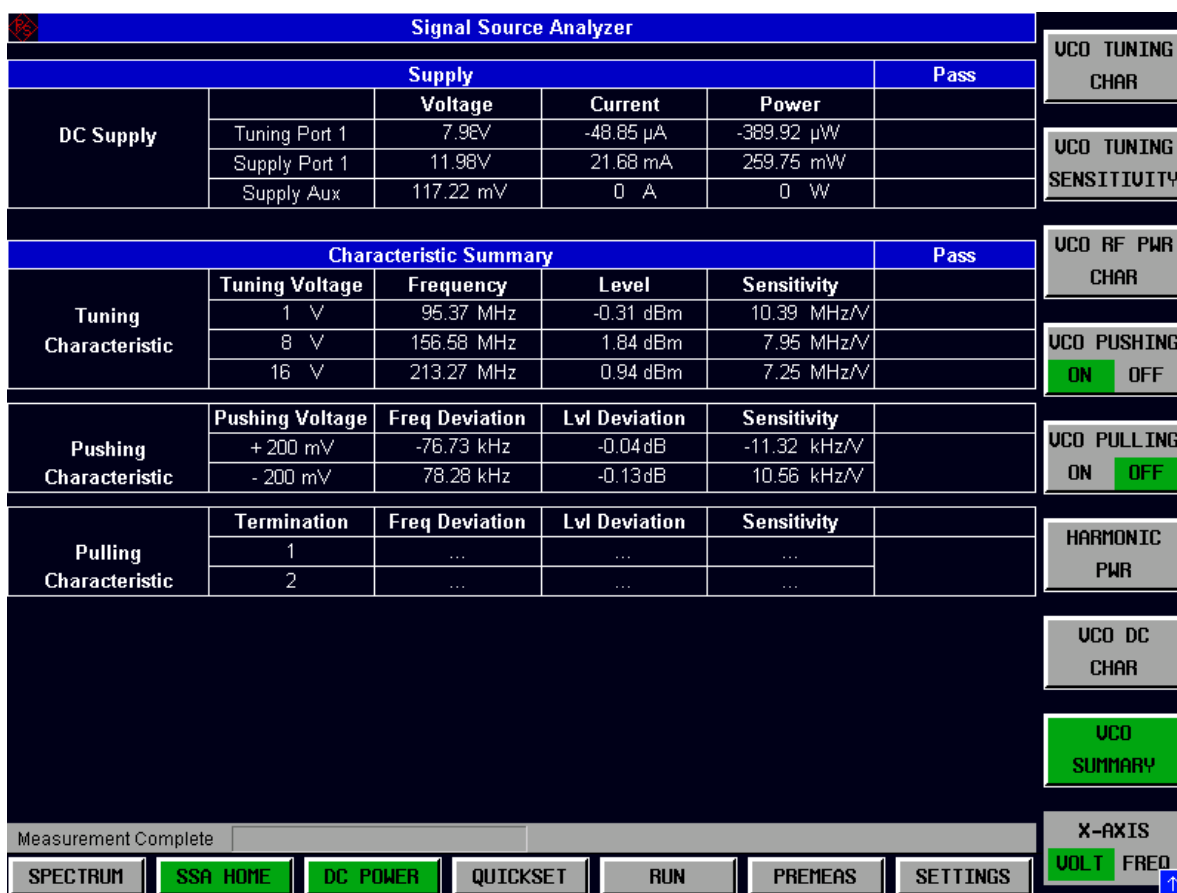 Signal Source Analyzer
Supply Pass
Voltage Current Power
DC Supply Tuning Port 1 7.98V -48.85 µA -389.92 µW
Supply Port 1 11.98V 21.68 mA 259.75 mW
Supply Aux 117.22 mV 0 A 0 W
Characteristic Summary Pass
Tuning Voltage Frequency Level Sensitivity
Tuning Characteristic
1 V 95.37 MHz -0.31 dBm 10.39 MHz/V
8 V 156.58 MHz 1.84 dBm 7.95 MHz/V
16 V 213.27 MHz 0.94 dBm 7.25 MHz/V
Pushing Voltage Freq Deviation Lvl Deviation Sensitivity
Pushing Characteristic
+ 200 mV -76.73 kHz -0.04dB -11.32 kHz/V
- 200 mV 78.28 kHz -0.13dB 10.56 kHz/V
Termination Freq Deviation Lvl Deviation Sensitivity
Pulling Characteristic
1 ... ... ...
2 ... ... ...
Measurement Complete
SPECTRUM SSA HOME DC POWER QUICKSET RUN PREMEAS SETTINGS
VCO TUNING
CHAR
VCO TUNING
SENSITIVITY
VCO RF PWR
CHAR
VCO PUSHING
ON OFF
VCO PULLING
ON OFF
HARMONIC
PWR
VCO DC
CHAR
VCO
SUMMARY
X-AXIS
VOLT FREQ